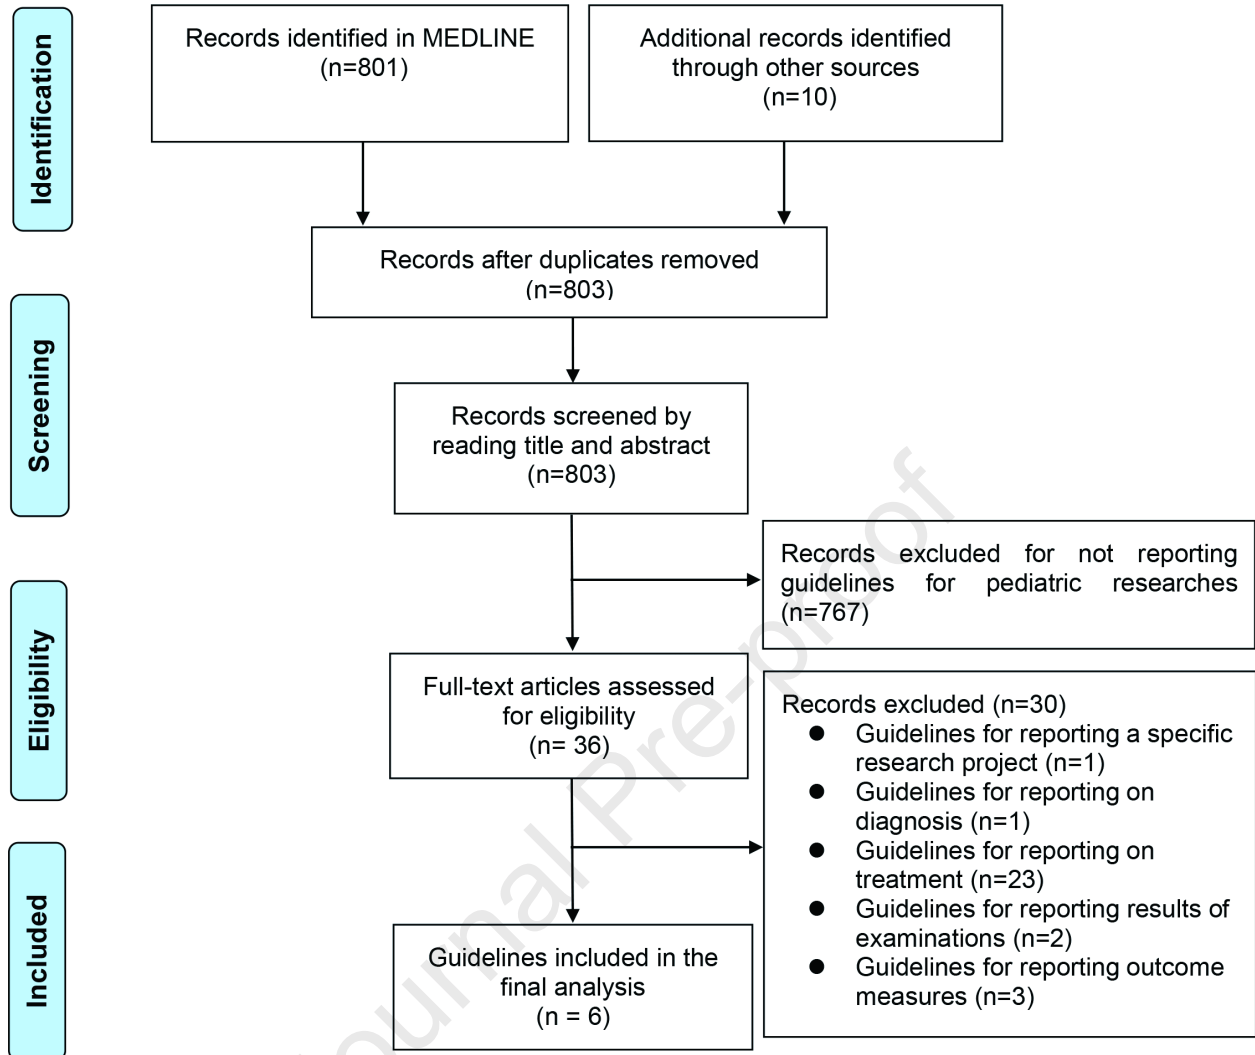 Identification
Records identified in MEDLINE
(n=801)
Additional records identified
through other sources
(n=10)
Records after duplicates removed
(n=803)
Screening
Records screened by
reading title and abstract
(n=803)
Records excluded for not reporting
guidelines for pediatric researches
(n=767)
Eligibility
Full-text articles assessed
for eligibility
(n= 36)
Records excluded (n=30)
● Guidelines for reporting a specific
research project (n=1)
● Guidelines for reporting on
diagnosis (n=1)
● Guidelines for reporting on
treatment (n=23)
● Guidelines for reporting results of
examinations (n=2)
● Guidelines for reporting outcome
measures (n=3)
Included
Guidelines included in the
final analysis
(n = 6)
ournal Pre-proof